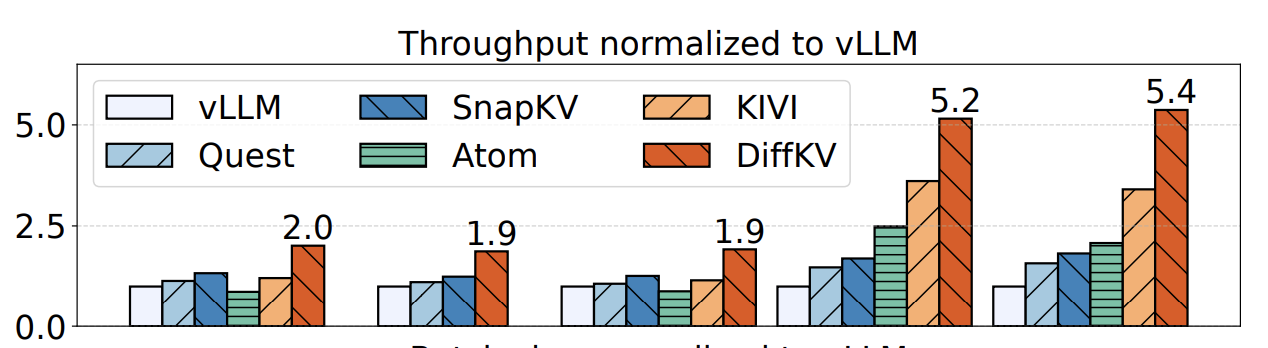 Throughput normalized to vLLM
vLLM SnapKV KIVI
Quest Atom DiffKV
5.0
2.5
0.0
2.0
1.9
1.9
5.2
5.4